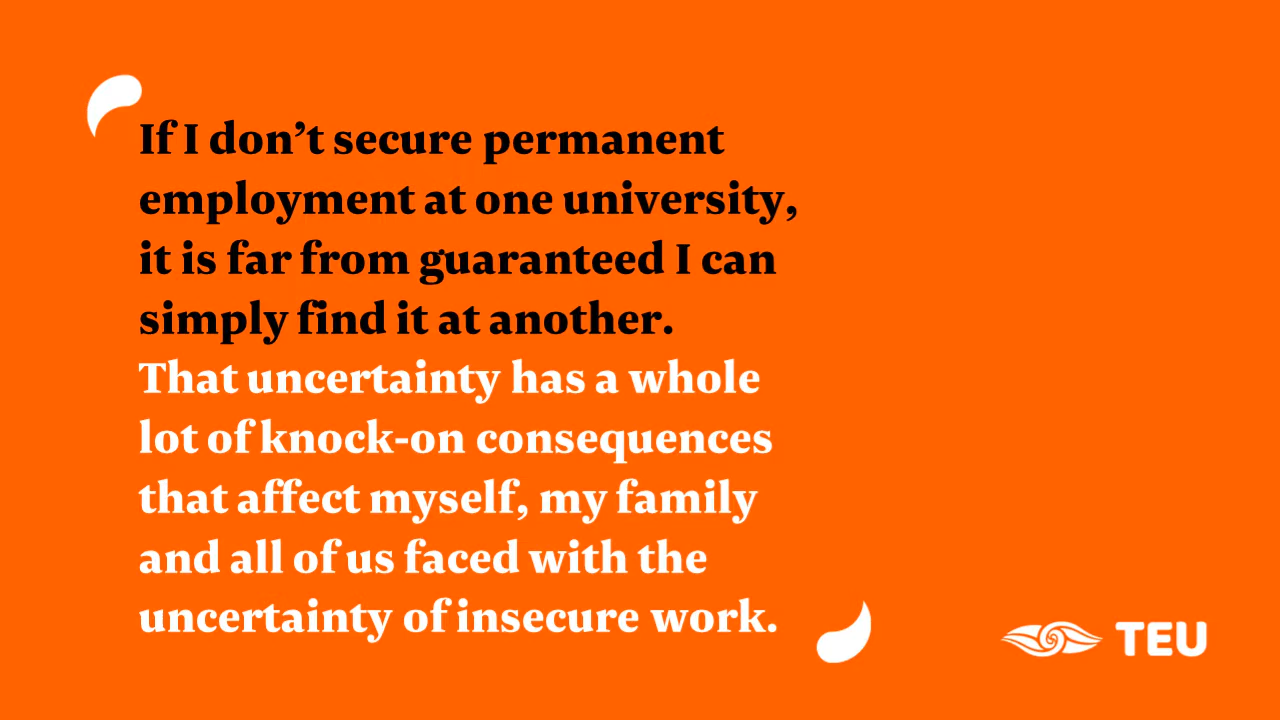 If I don’t secure permanent
employment at one university,
it is far from guaranteed I can
simply find it at another.
That uncertainty has a whole
lot of knock-on consequences
that affect myself, my family
and all of us faced with the
uncertainty of insecure work.
TEU